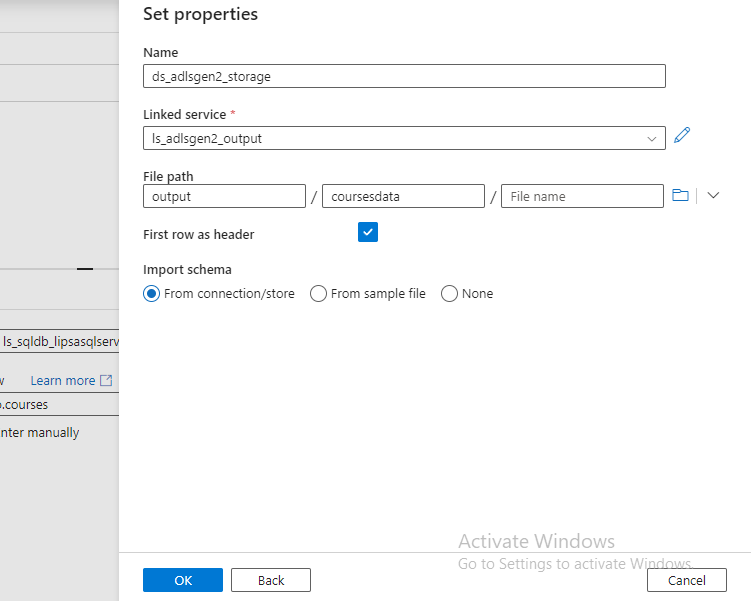 Set properties
Name
ds_adlsgen2_storage
Linked service *
ls_adlsgen2_output
File path
output / coursesdata / File name
First row as header
Import schema
From connection/store From sample file None
ls_sqldb_lipsasqlserv
w Learn more
o.courses
nter manually
Activate Windows
Go to Settings to activate Windows.
OK Back Cancel